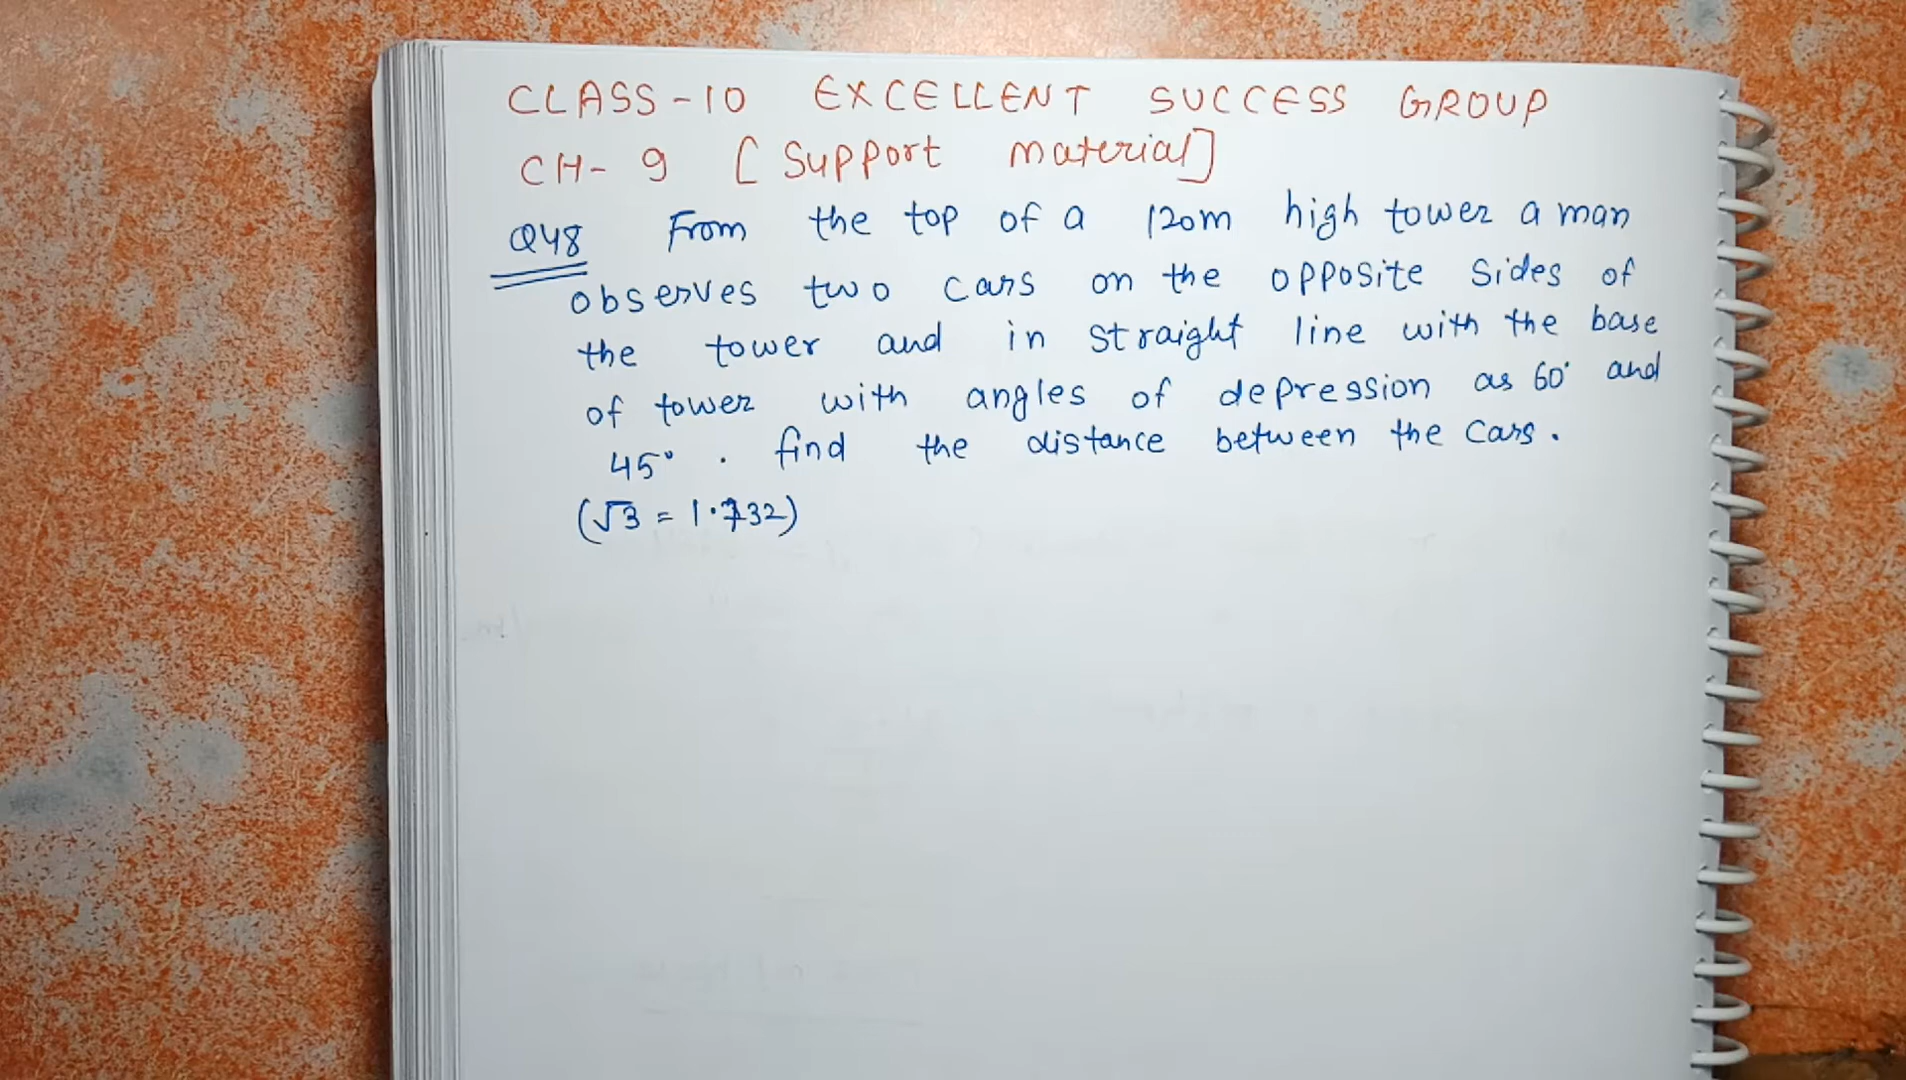 CLASS-10 EXCELLENT SUCCESS GROUP
CH-9 [Support material]
Q48 From the top of a 120m high tower a man
observes two cars on the opposite sides of
the tower and in straight line with the base
of tower with angles of depression as 60° and
45°. find the distance between the cars.
(√3 = 1.732)